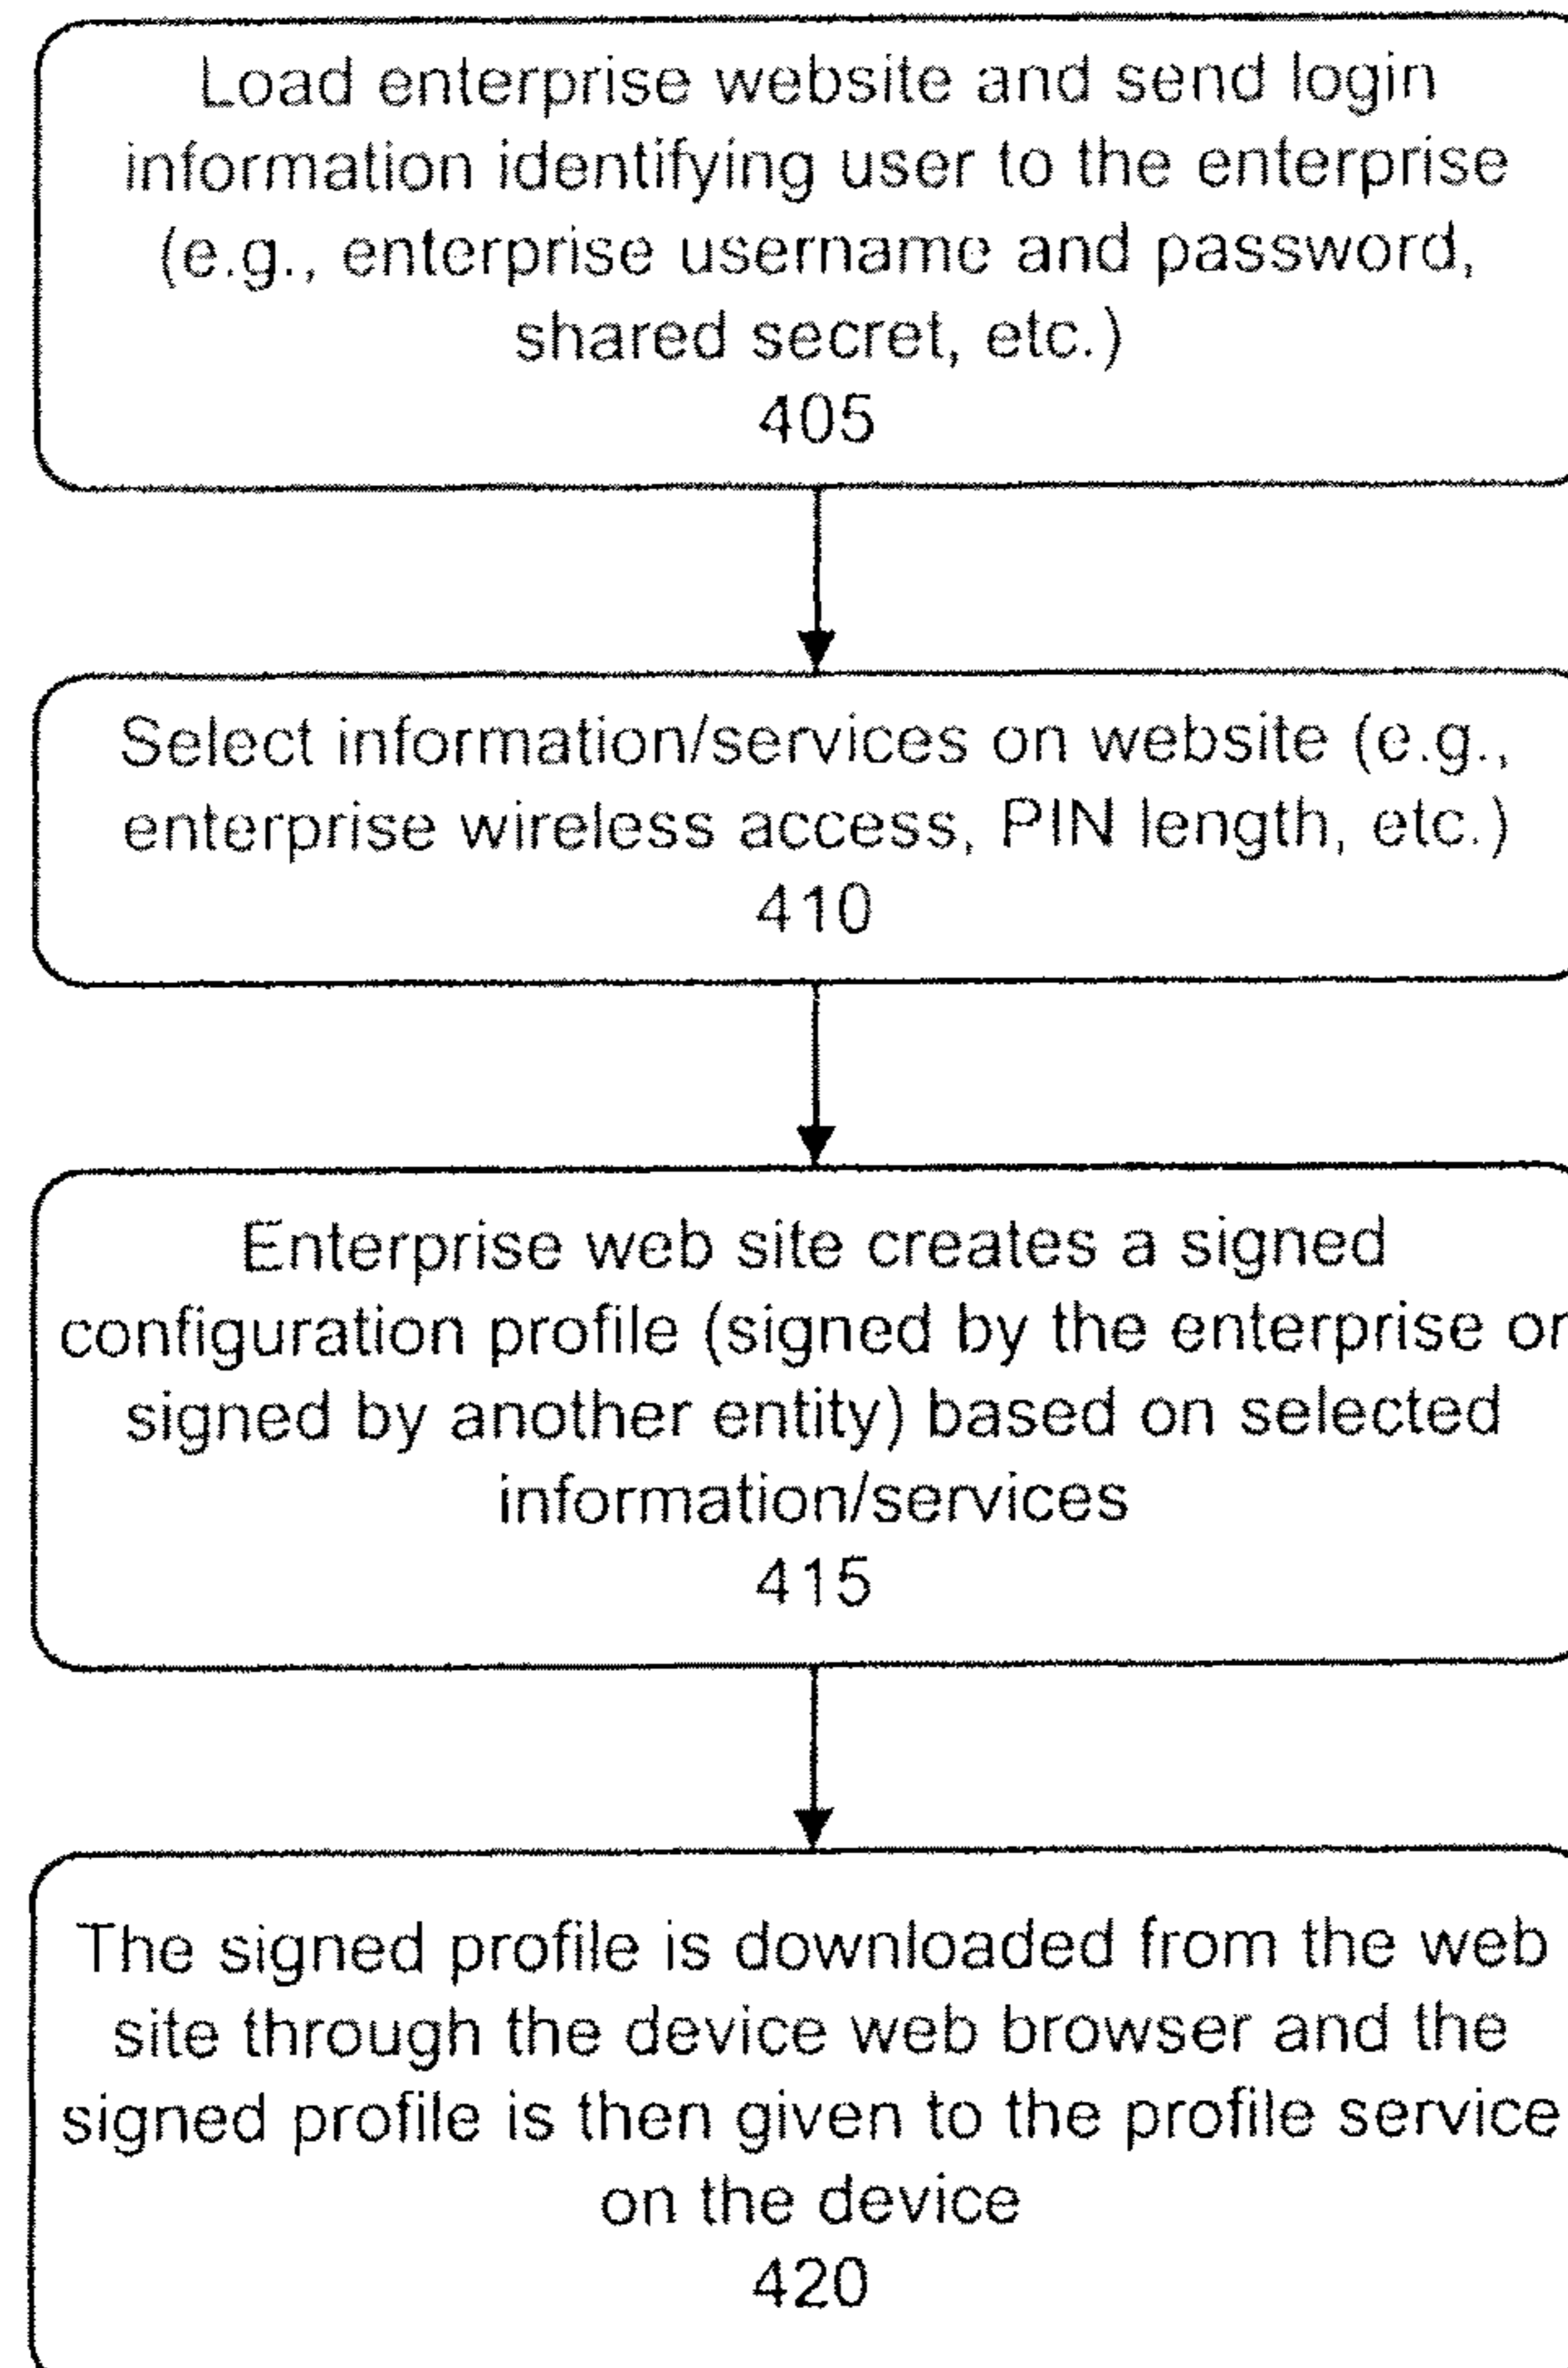 Load enterprise website and send login
information identifying user to the enterprise
(e.g., enterprise username and password,
shared secret, etc.)
405
Select information/services on website (e.g.,
enterprise wireless access, PIN length, etc.)
410
Enterprise web site creates a signed
configuration profile (signed by the enterprise or
signed by another entity) based on selected
information/services
415
The signed profile is downloaded from the web
site through the device web browser and the
signed profile is then given to the profile service
on the device
420